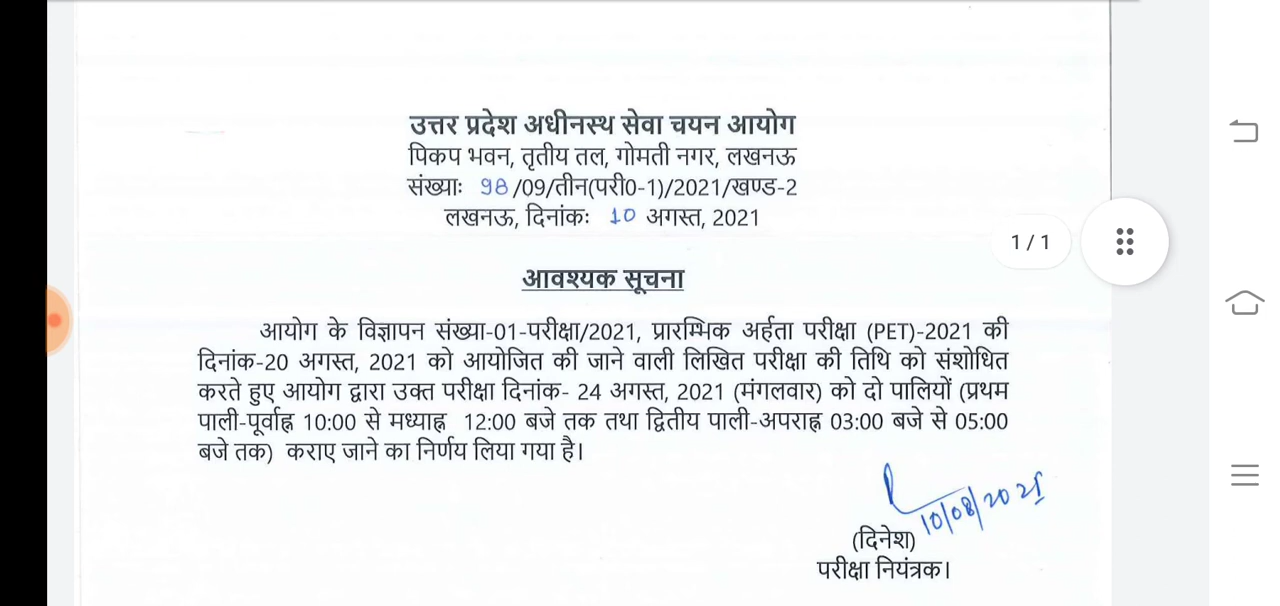 उत्तर प्रदेश अधीनस्थ सेवा चयन आयोग
पिकप भवन, तृतीय तल, गोमती नगर, लखनऊ
संख्याः 98/09/तीन(परी0-1)/2021/खण्ड-2
लखनऊ, दिनांकः 10 अगस्त, 2021
1 / 1
आवश्यक सूचना
आयोग के विज्ञापन संख्या-01-परीक्षा/2021, प्रारम्भिक अर्हता परीक्षा (PET)-2021 की
दिनांक-20 अगस्त, 2021 को आयोजित की जाने वाली लिखित परीक्षा की तिथि को संशोधित
करते हुए आयोग द्वारा उक्त परीक्षा दिनांक- 24 अगस्त, 2021 (मंगलवार) को दो पालियों (प्रथम
पाली-पूर्वाह्न 10:00 से मध्याह्न 12:00 बजे तक तथा द्वितीय पाली-अपराह्न 03:00 बजे से 05:00
बजे तक) कराए जाने का निर्णय लिया गया है।
10/08/2021
(दिनेश)
परीक्षा नियंत्रक।